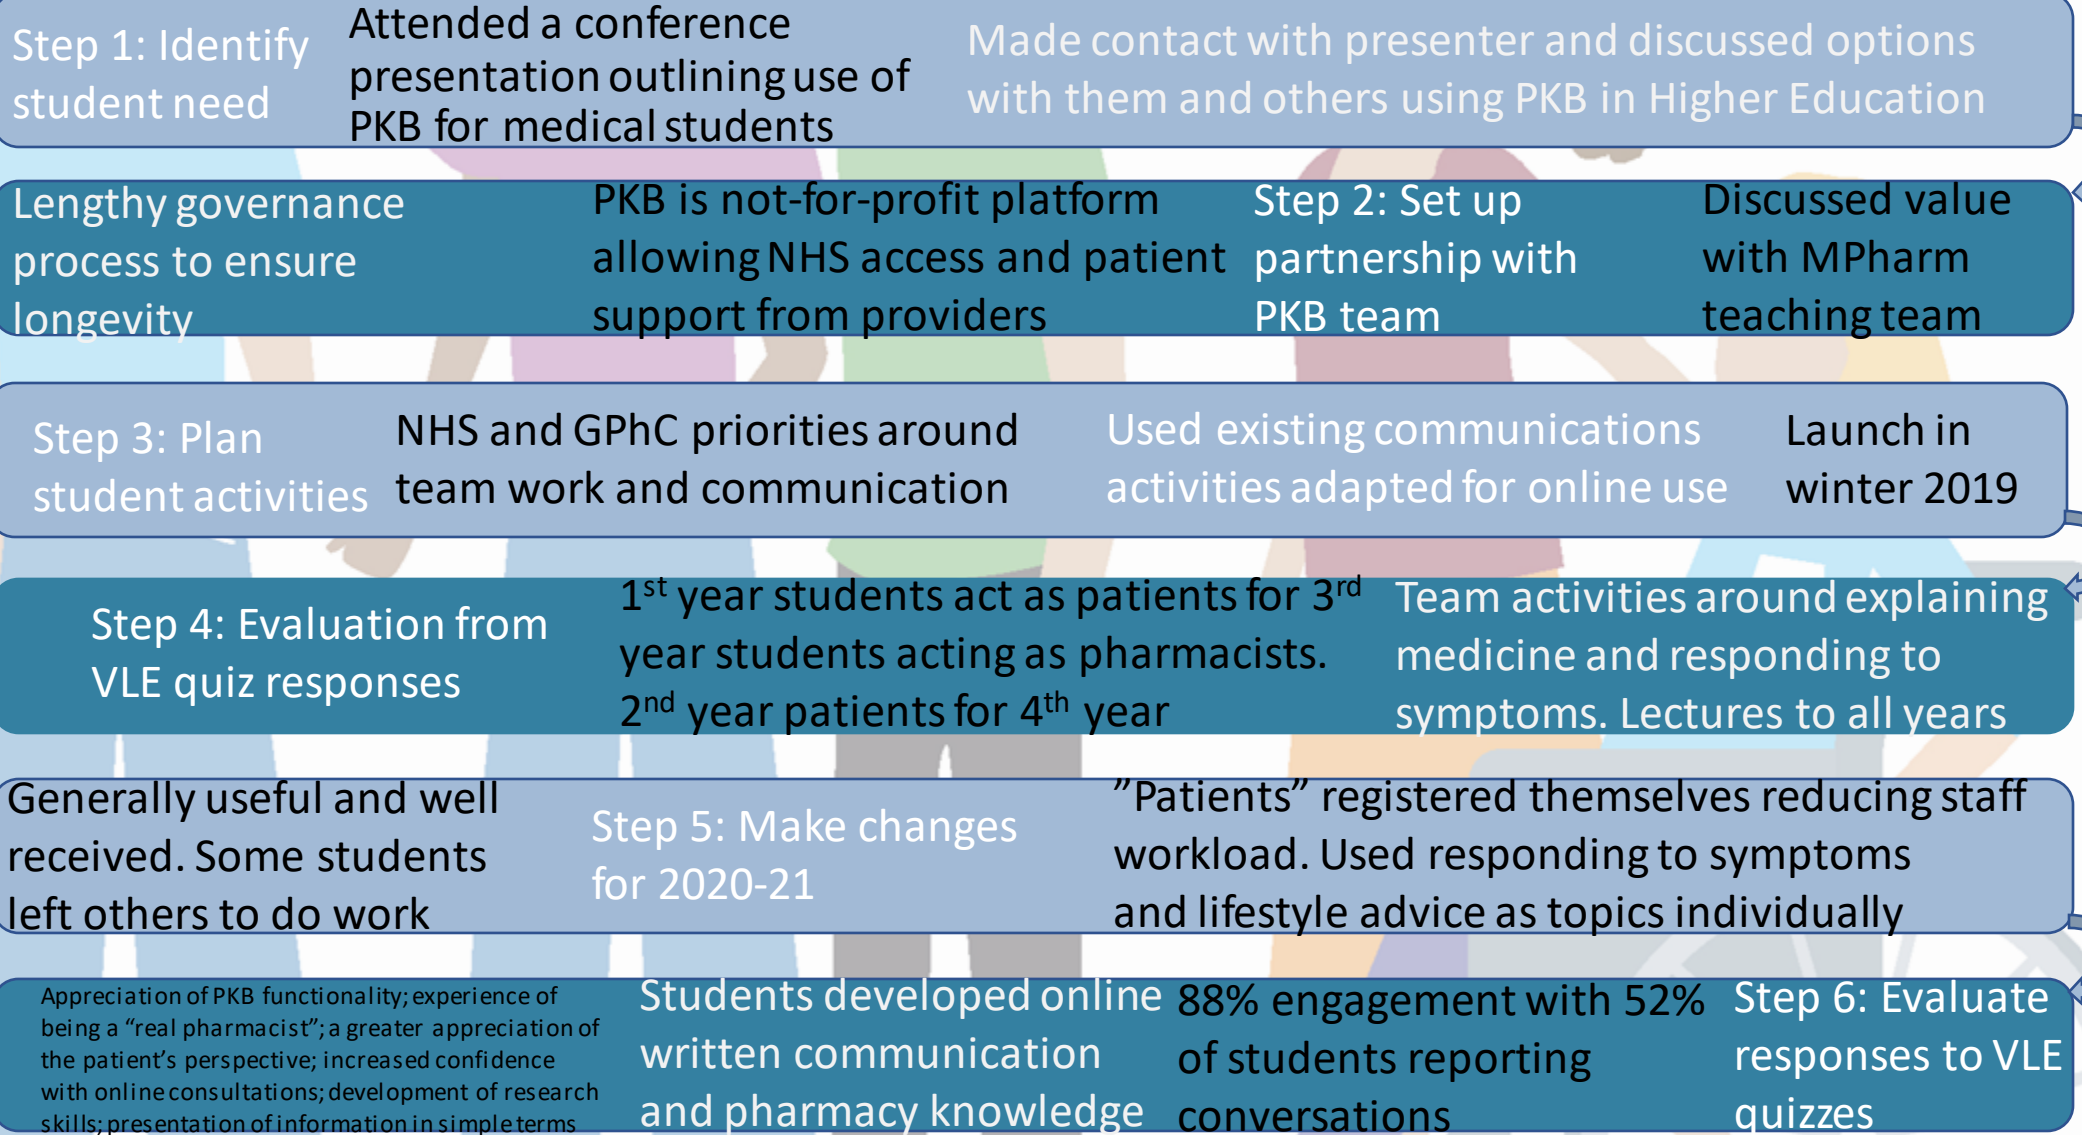 Step 1: Identify
student need
Attended a conference
presentation outlining use of
PKB for medical students
Made contact with presenter and discussed options
with them and others using PKB in Higher Education
Lengthy governance
process to ensure
longevity
PKB is not-for-profit platform
allowing NHS access and patient
support from providers
Step 2: Set up
partnership with
PKB team
Discussed value
with MPharm
teaching team
Step 3: Plan
student activities
NHS and GPhC priorities around
team work and communication
Used existing communications
activities adapted for online use
Launch in
winter 2019
Step 4: Evaluation from
VLE quiz responses
1st year students act as patients for 3rd
year students acting as pharmacists.
2nd year patients for 4th year
Team activities around explaining
medicine and responding to
symptoms. Lectures to all years
Generally useful and well
received. Some students
left others to do work
Step 5: Make changes
for 2020-21
”Patients” registered themselves reducing staff
workload. Used responding to symptoms
and lifestyle advice as topics individually
Appreciation of PKB functionality; experience of
being a “real pharmacist”; a greater appreciation of
the patient’s perspective; increased confidence
with online consultations; development of research
skills; presentation of information in simple terms
Students developed online
written communication
and pharmacy knowledge
88% engagement with 52%
of students reporting
conversations
Step 6: Evaluate
responses to VLE
quizzes